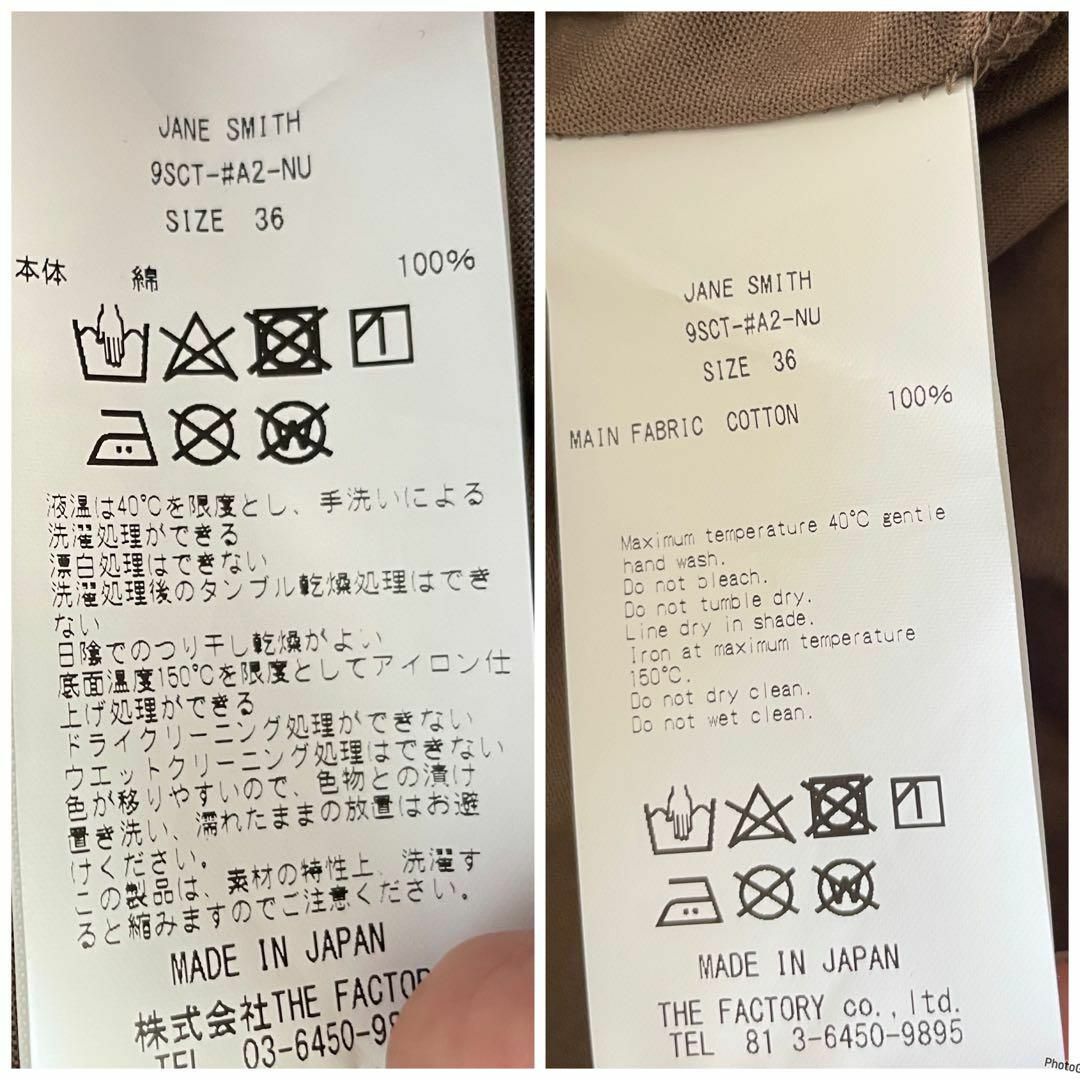 JANE SMITH
9SCT-#A2-NU
SIZE 36
本体 綿 100%
液温は40℃を限度とし、手洗いによる
洗濯処理ができる
漂白処理はできない
洗濯処理後のタンブル乾燥処理はでき
ない
日陰でのつり干し乾燥がよい
底面温度150℃を限度としてアイロン仕
上げ処理ができる
ドライクリーニング処理ができない
ウエットクリーニング処理はできない
色が移りやすいので、色物との漬け
置き洗い、濡れたままの放置はお避
けください。
この製品は、素材の特性上、洗濯す
ると縮みますのでご注意ください。
MADE IN JAPAN
株式会社THE FACTO
TEL 03-6450-9
JANE SMITH
9SCT-#A2-NU
SIZE 36
MAIN FABRIC COTTON 100%
Maximum temperature 40℃ gentle
hand wash.
Do not bleach.
Do not tumble dry.
Line dry in shade.
Iron at maximum temperature
150℃.
Do not dry clean.
Do not wet clean.
MADE IN JAPAN
THE FACTORY co.,ltd.
TEL 81 3-6450-9895